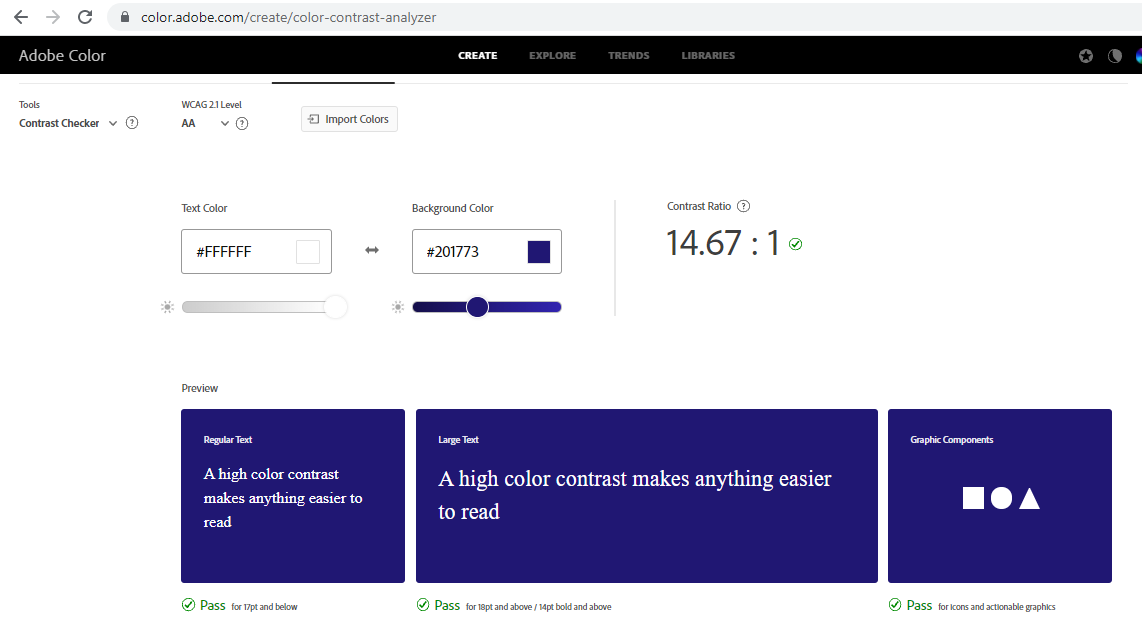 color.adobe.com/create/color-contrast-analyzer
Adobe Color
CREATE
EXPLORE
TRENDS
LIBRARIES
Tools
WCAG 2.1 Level
Contrast Checker
?
AA
?
Import Colors
Text Color
Background Color
Contrast Ratio ?
#FFFFFF
#201773
14.67 : 1
Preview
Regular Text
A high color contrast
makes anything easier to
read
Large Text
A high color contrast makes anything easier
to read
Graphic Components
Pass for 17pt and below
Pass for 18pt and above / 14pt bold and above
Pass for icons and actionable graphics